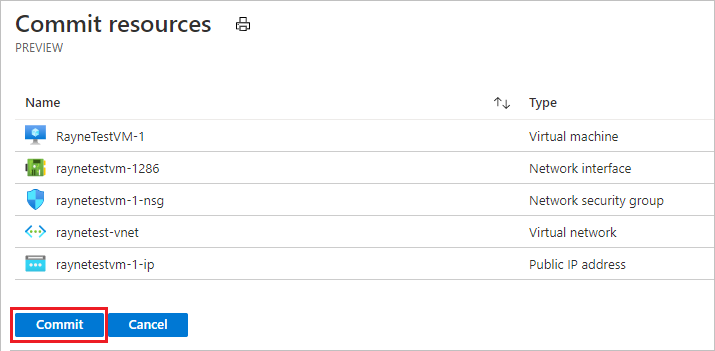 Commit resources
PREVIEW
Name Type
RayneTestVM-1 Virtual machine
raynetestvm-1286 Network interface
raynetestvm-1-nsg Network security group
raynetest-vnet Virtual network
raynetestvm-1-ip Public IP address
Commit Cancel